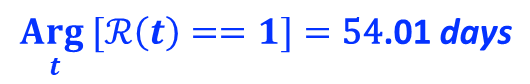 Arg [ℛ(t) == 1] = 54.01 days
t